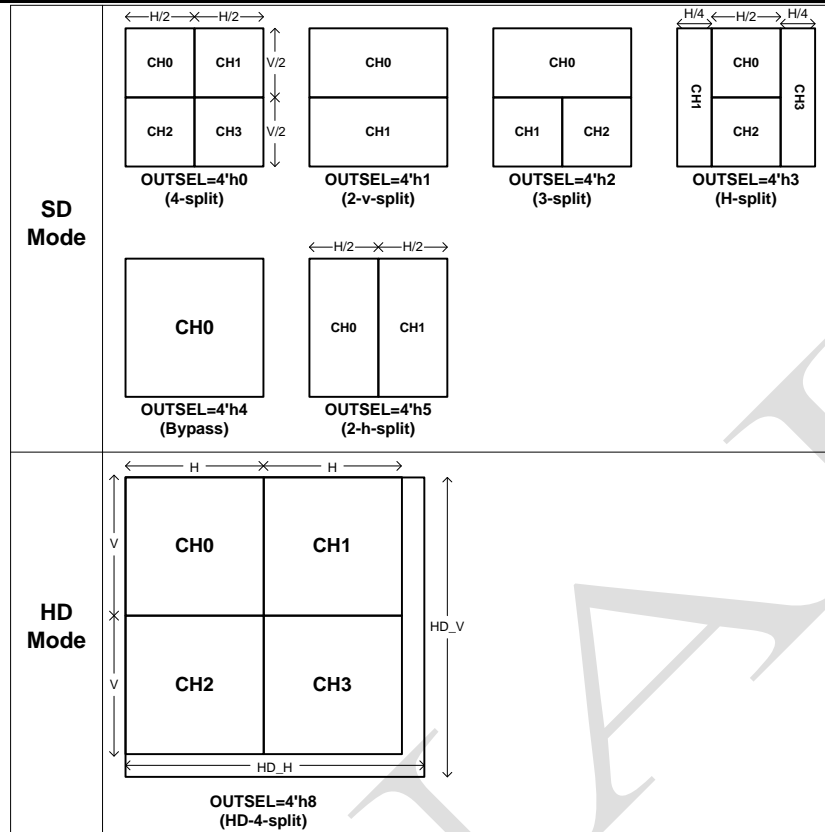 SD
Mode
H/2 H/2
V/2
V/2
CH0 CH1
CH2 CH3
OUTSEL=4'h0
(4-split)
CH0
CH1
OUTSEL=4'h1
(2-v-split)
CH0
CH1 CH2
OUTSEL=4'h2
(3-split)
H/4 H/2 H/4
CH1
CH0
CH2
CH3
OUTSEL=4'h3
(H-split)
CH0
OUTSEL=4'h4
(Bypass)
H/2 H/2
CH0 CH1
OUTSEL=4'h5
(2-h-split)
HD
Mode
H H
V
V
CH0 CH1
CH2 CH3
HD_V
HD_H
OUTSEL=4'h8
(HD-4-split)